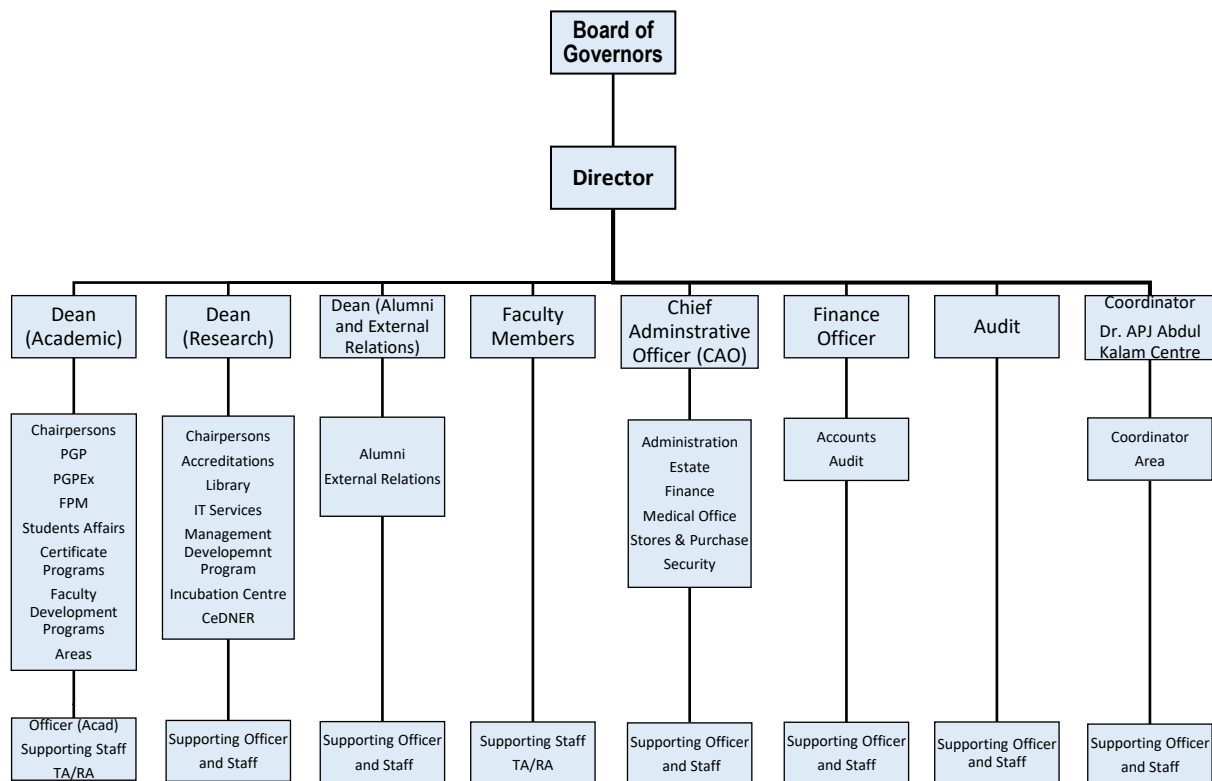 Board of
Governors
Director
Dean
(Academic)
Dean
(Research)
Dean (Alumni
and External
Relations)
Faculty
Members
Chief
Adminstrative
Officer (CAO)
Finance
Officer
Audit
Coordinator
Dr. APJ Abdul
Kalam Centre
Chairpersons
PGP
PGPEx
FPM
Students Affairs
Certificate
Programs
Faculty
Development
Programs
Areas
Chairpersons
Accreditations
Library
IT Services
Management
Developemnt
Program
Incubation Centre
CeDNER
Alumni
External Relations
Administration
Estate
Finance
Medical Office
Stores & Purchase
Security
Accounts
Audit
Coordinator
Area
Officer (Acad)
Supporting Staff
TA/RA
Supporting Officer
and Staff
Supporting Officer
and Staff
Supporting Staff
TA/RA
Supporting Officer
and Staff
Supporting Officer
and Staff
Supporting Officer
and Staff
Supporting Officer
and Staff